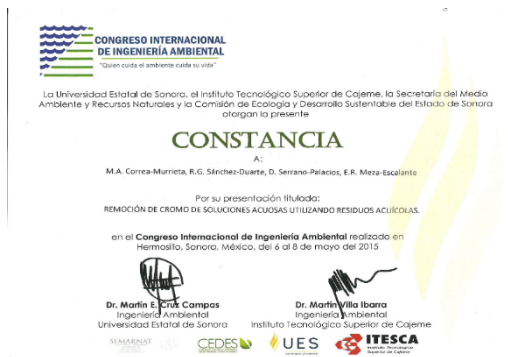 CONGRESO INTERNACIONAL
DE INGENIERÍA AMBIENTAL
"Quien cuida el ambiente cuida su vida"
La Universidad Estatal de Sonora, el Instituto Tecnológico Superior de Cajeme, la Secretaría del Medio
Ambiente y Recursos Naturales y la Comisión de Ecología y Desarrollo Sustentable del Estado de Sonora
otorgan la presente
CONSTANCIA
A:
M.A. Correa-Murrieta, R.G. Sánchez-Duarte, D. Serrano-Palacios, E.R. Meza-Escalante
Por su presentación titulada:
REMOCIÓN DE CROMO DE SOLUCIONES ACUOSAS UTILIZANDO RESIDUOS ACUÍCOLAS.
en el Congreso Internacional de Ingeniería Ambiental realizado en
Hermosillo, Sonora, México, del 6 al 8 de mayo del 2015
Dr. Martín E. Cruz Campas
Ingeniería Ambiental
Universidad Estatal de Sonora
Dr. Martín Villa Ibarra
Ingeniería Ambiental
Instituto Tecnológico Superior de Cajeme
SEMARNAT
CEDES
UES
ITESCA
Instituto Tecnológico
Superior de Cajeme